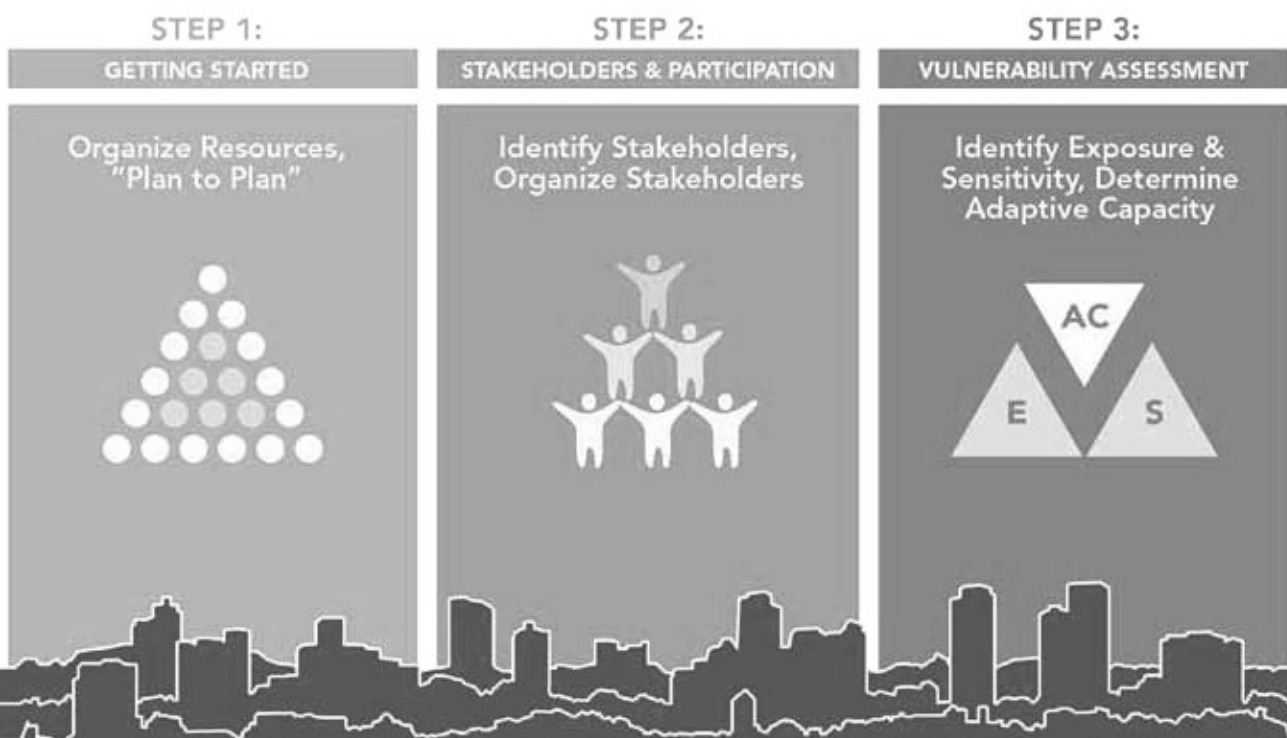 STEP 1:
GETTING STARTED
Organize Resources,
"Plan to Plan"
STEP 2:
STAKEHOLDERS & PARTICIPATION
Identify Stakeholders,
Organize Stakeholders
STEP 3:
VULNERABILITY ASSESSMENT
Identify Exposure &
Sensitivity, Determine
Adaptive Capacity
AC
E S